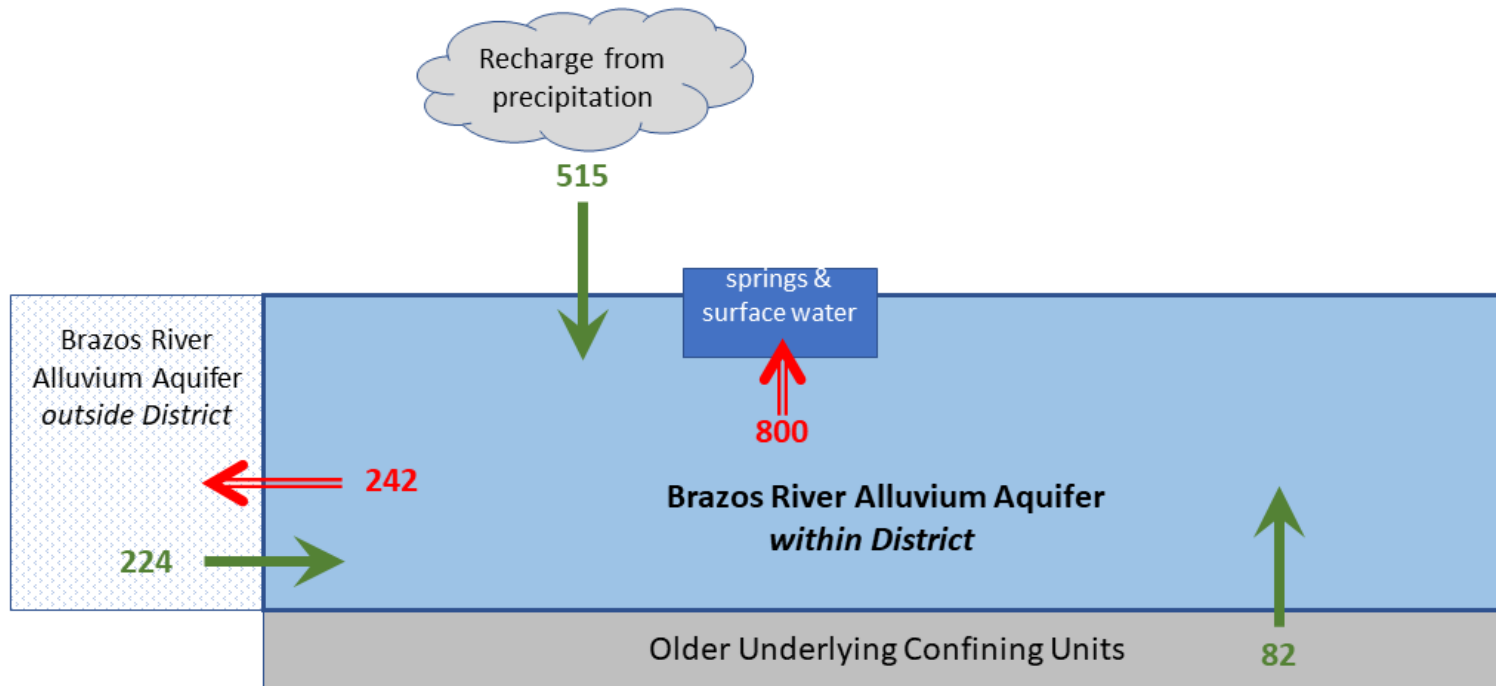 Recharge from
precipitation
515
springs &
surface water
Brazos River
Alluvium Aquifer
outside District
800
242
Brazos River Alluvium Aquifer
within District
224
Older Underlying Confining Units
82